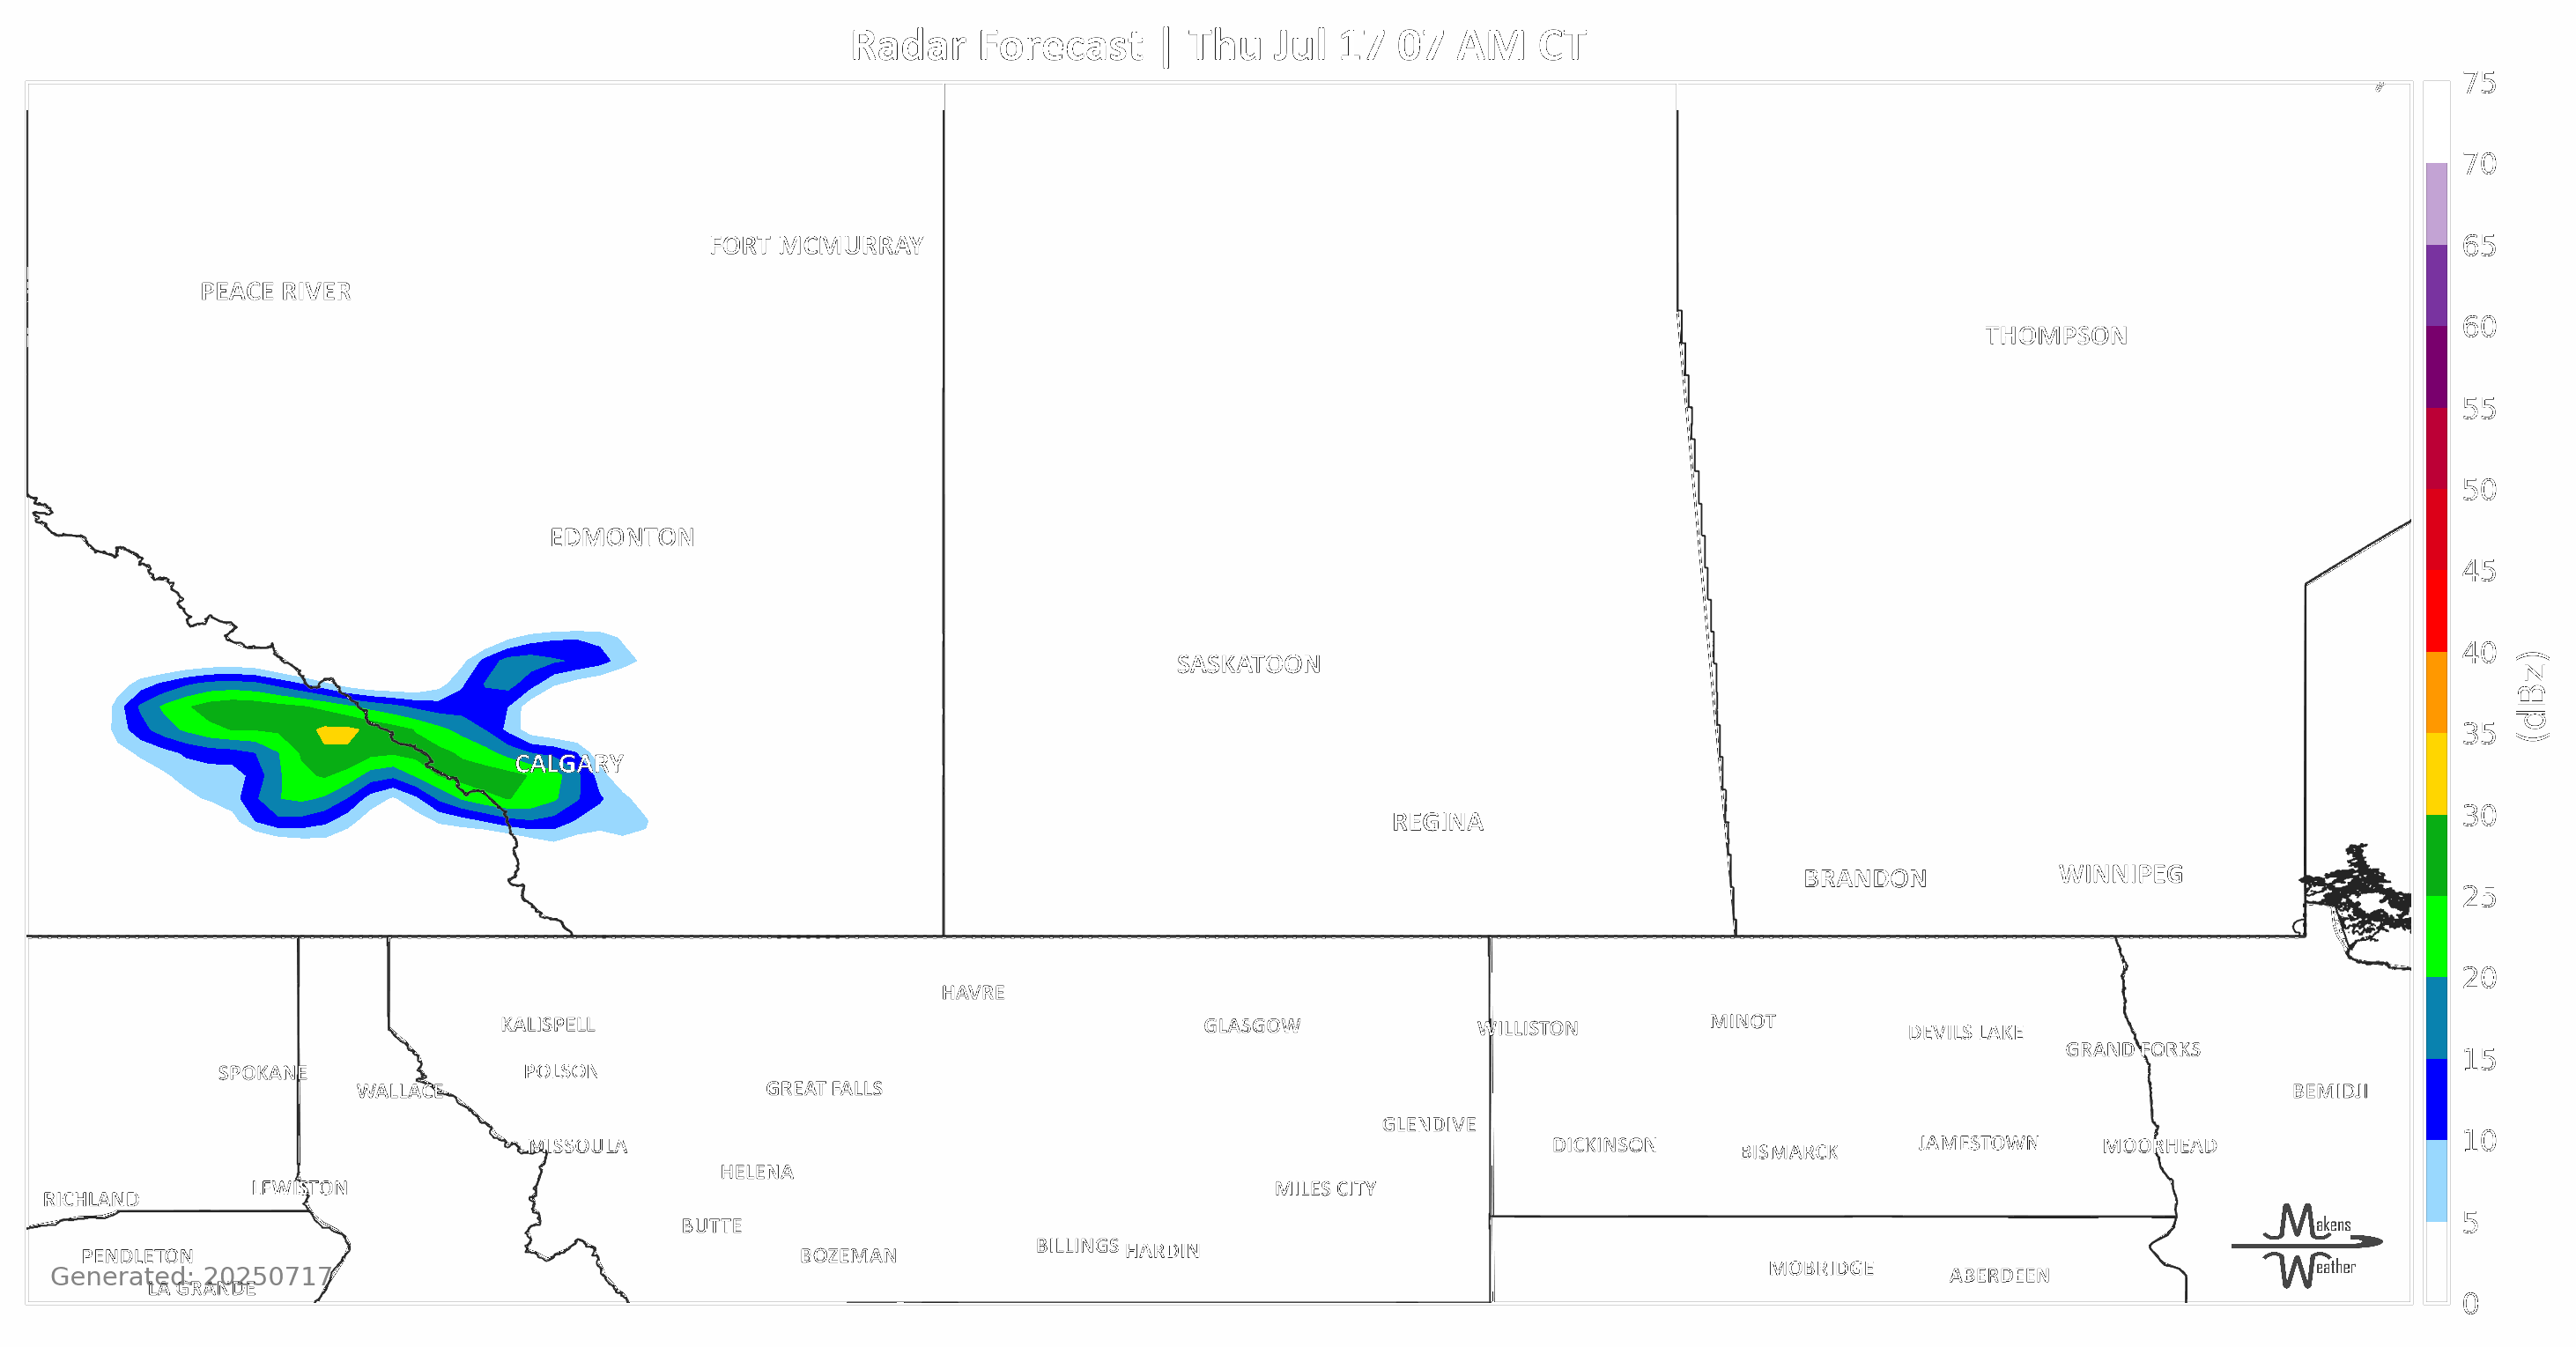 Radar Forecast | Thu Jul 17 07 AM CT
75
70
FORT MCMURRAY
65
PEACE RIVER
60
THOMPSON
55
50
EDMONTON
45
40
SASKATOON
(dBz)
35
CALGARY
30
REGINA
25
BRANDON
WINNIPEG
20
HAVRE
KALISPELL
GLASGOW
WILLISTON
MINOT
DEVILS LAKE
GRAND FORKS
15
SPOKANE
POLSON
WALLACE
GREAT FALLS
BEMIDJI
GLENDIVE
10
MISSOULA
DICKINSON
BISMARCK
JAMESTOWN
MOORHEAD
HELENA
RICHLAND
LEWISTON
MILES CITY
5
BUTTE
Makens
Weather
PENDLETON
BOZEMAN
BILLINGS
HARDIN
MOBRIDGE
ABERDEEN
Generated: 20250717
LA GRANDE
0